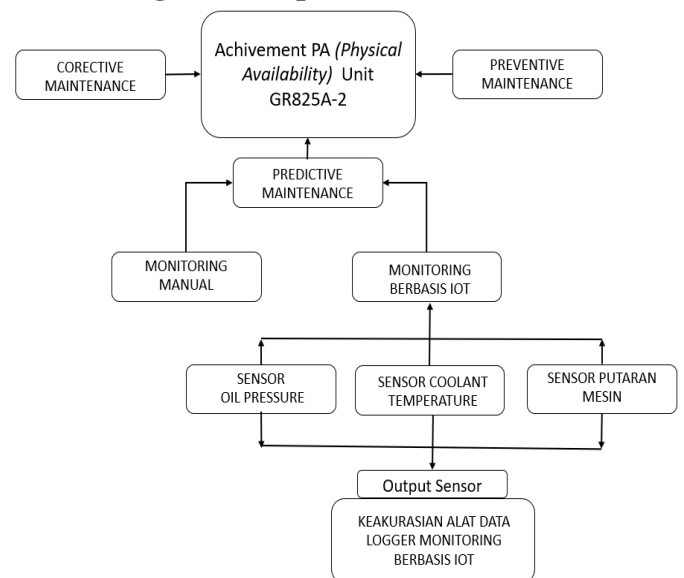 Achivement PA (Physical
Availability) Unit
GR825A-2
CORECTIVE
MAINTENANCE
PREVENTIVE
MAINTENANCE
PREDICTIVE
MAINTENANCE
MONITORING
MANUAL
MONITORING
BERBASIS IOT
SENSOR
OIL PRESSURE
SENSOR COOLANT
TEMPERATURE
SENSOR PUTARAN
MESIN
Output Sensor
KEAKURASIAN ALAT DATA
LOGGER MONITORING
BERBASIS IOT